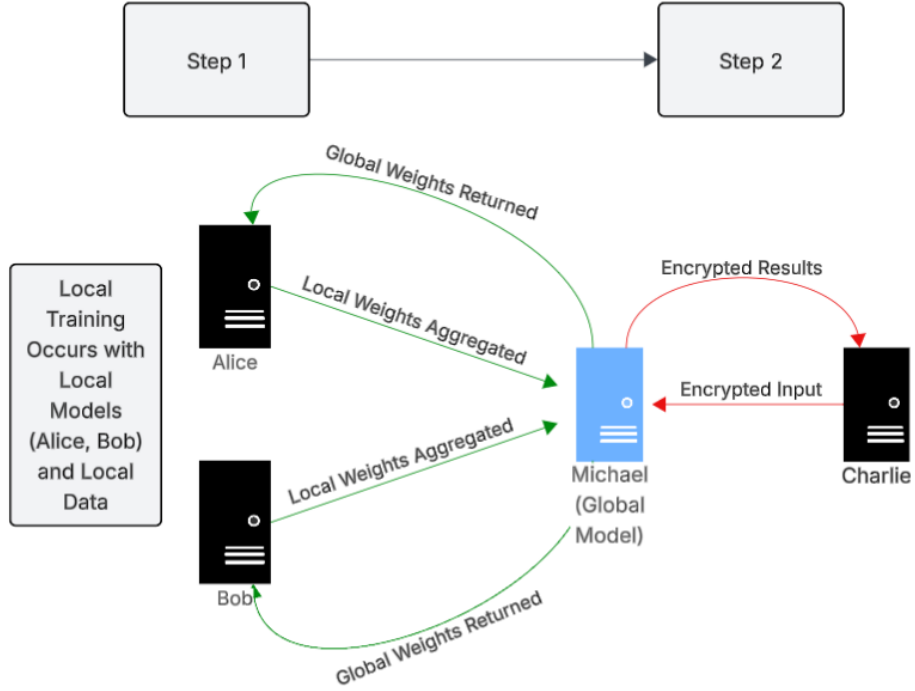 Step 1
Step 2
Global Weights Returned
Local Weights Aggregated
Encrypted Results
Local
Training
Occurs with
Local
Models
(Alice, Bob)
and Local
Data
Alice
Encrypted Input
Local Weights Aggregated
Michael
(Global
Model)
Charlie
Bob
Global Weights Returned